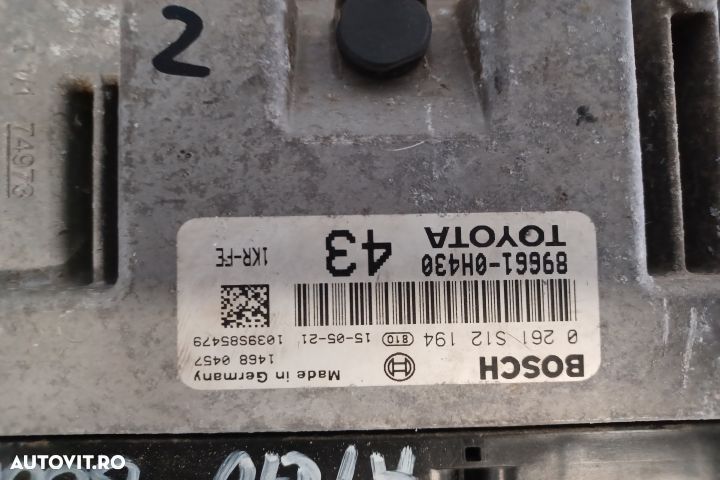 BOSCH
Made in Germany
1468 0457
0 261 S12 194 810 15-05-21 1039S85479
89661-0H430
TOYOTA
43
1KR-FE
Z
74973
AUTOVIT.RO